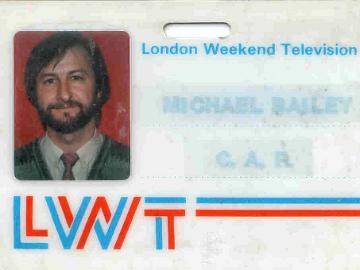 London Weekend Television
MICHAEL BAILEY
C. A. R.
LWT